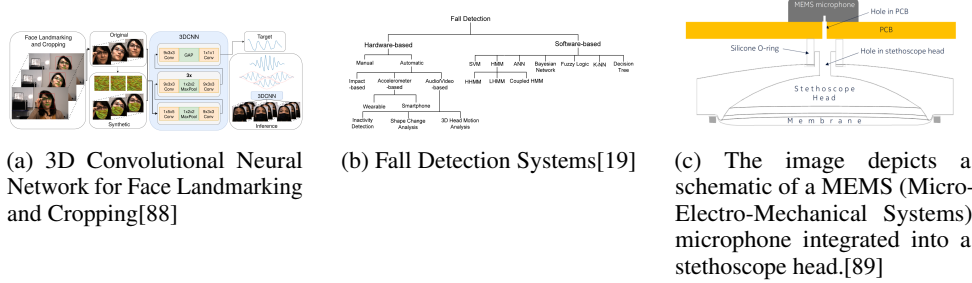 Face Landmarking
and Cropping
Original
Synthetic
3DCNN
9x3x3
Conv
GAP
1x1x1
Conv
3x
9x3x3
Conv
1x2x2
MaxPool
9x3x3
Conv
1x5x5
Conv
1x2x2
MaxPool
9x3x3
Conv
Target
3DCNN
Inference
(a) 3D Convolutional Neural
Network for Face Landmarking
and Cropping[88]
Fall Detection
Hardware-based
Software-based
Manual
Automatic
SVM
HMM
ANN
Bayesian
Network
Fuzzy Logic
K-NN
Decision
Tree
Impact
-based
Accelerometer
-based
Audio/Video
-based
HHMM
LHMM
Coupled HMM
Wearable
Smartphone
Inactivity
Detection
Shape Change
Analysis
3D Head Motion
Analysis
(b) Fall Detection Systems[19]
MEMS microphone
Hole in PCB
PCB
Silicone O-ring
Hole in stethoscope head
Stethoscope
Head
Membrane
(c) The image depicts a
schematic of a MEMS (Micro-
Electro-Mechanical Systems)
microphone integrated into a
stethoscope head.[89]